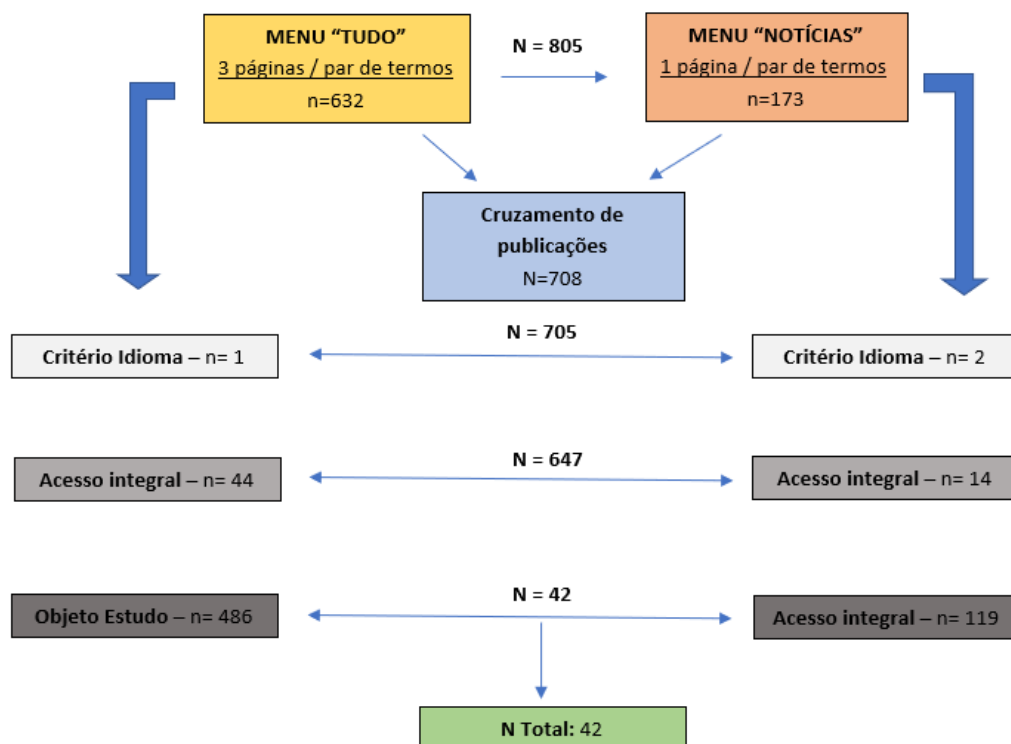 MENU “TUDO”
3 páginas / par de termos
n=632
N = 805
MENU “NOTÍCIAS”
1 página / par de termos
n=173
Cruzamento de
publicações
N=708
Critério Idioma – n= 1
N = 705
Critério Idioma – n= 2
Acesso integral – n= 44
N = 647
Acesso integral – n= 14
Objeto Estudo – n= 486
N = 42
Acesso integral – n= 119
N Total: 42